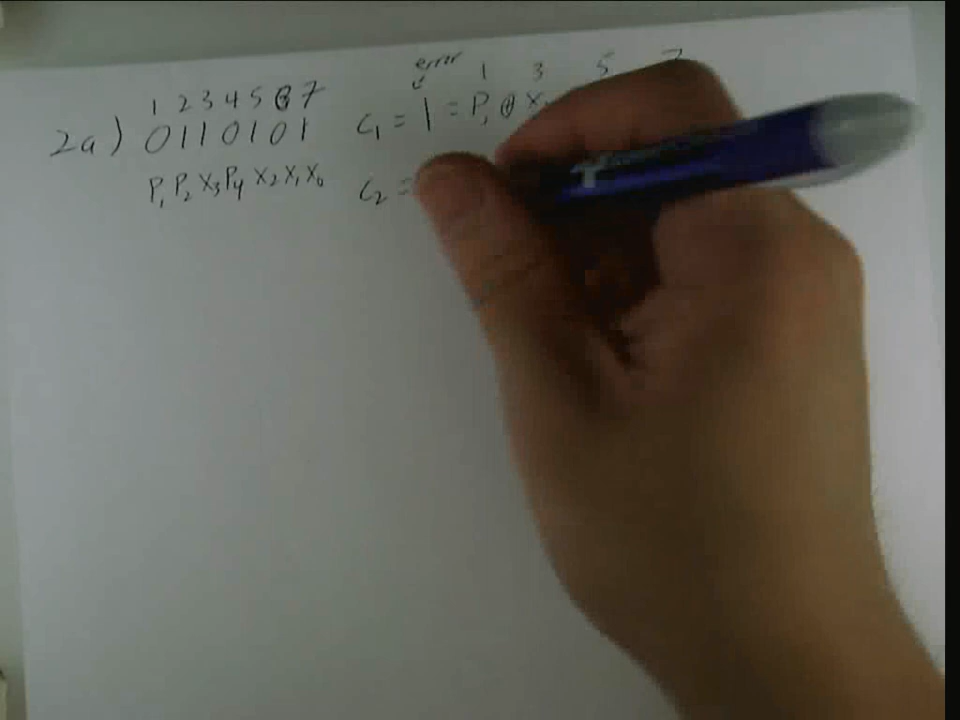 error
1 2 3 4 5 6 7 1 3 5 7
2a) 0 1 1 0 1 0 1 C₁ = 1 = P₁ ⊕ X
P₁ P₂ X₃ P₄ X₂ X₁ X₀ C₂ =